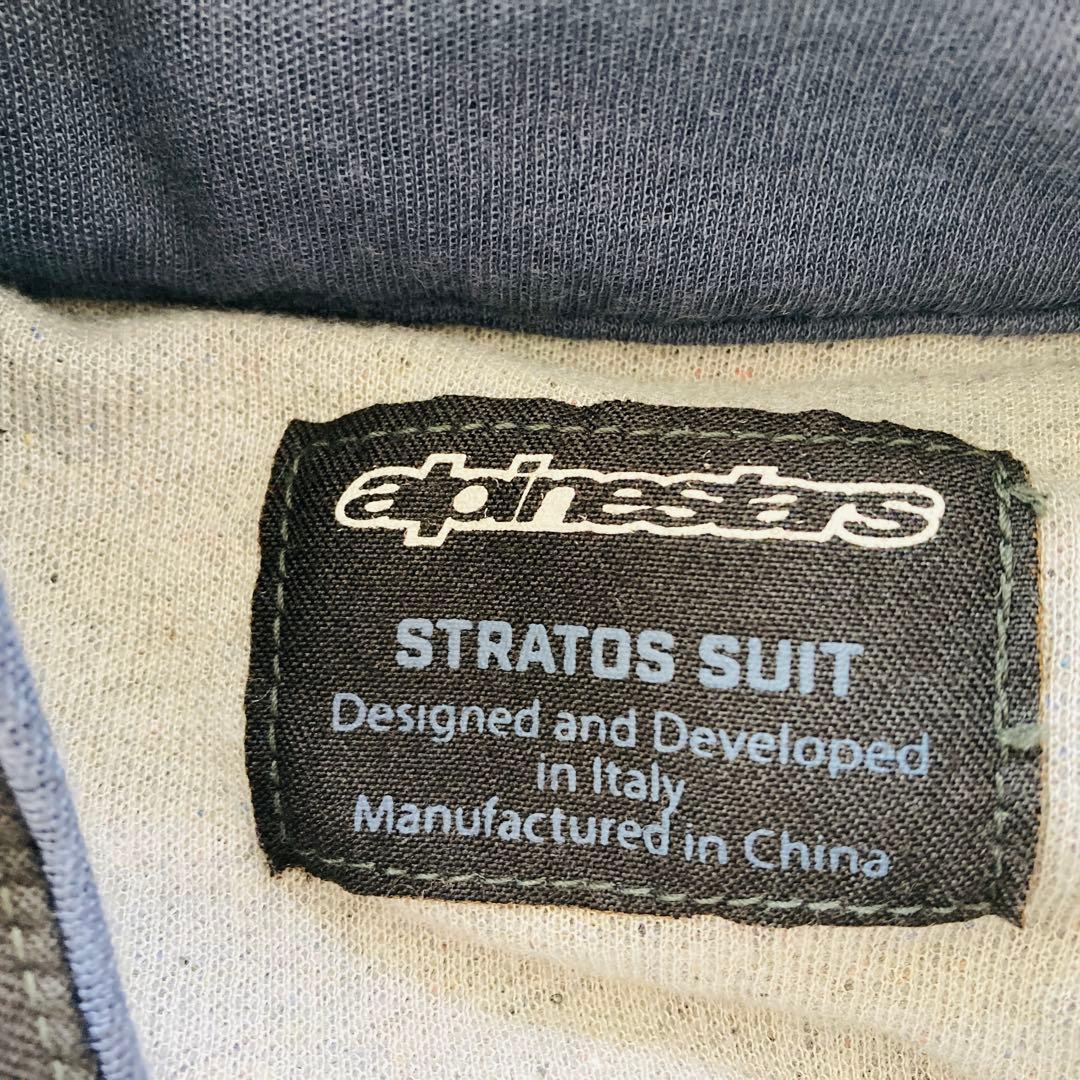 alpinestars
STRATOS SUIT
Designed and Developed
in Italy
Manufactured in China